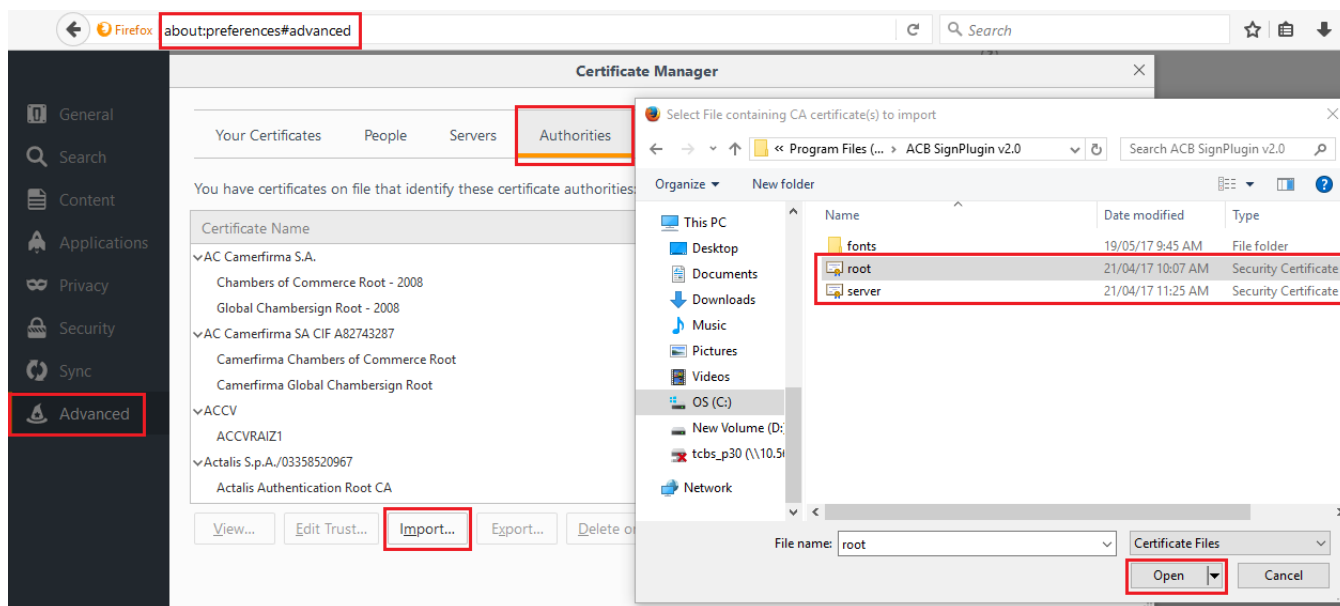 Firefox about:preferences#advanced
Search
Certificate Manager
General
Search
Content
Applications
Privacy
Security
Sync
Advanced
Your Certificates People Servers Authorities
You have certificates on file that identify these certificate authorities:
Certificate Name
AC Camerfirma S.A.
Chambers of Commerce Root - 2008
Global Chambersign Root - 2008
AC Camerfirma SA CIF A82743287
Camerfirma Chambers of Commerce Root
Camerfirma Global Chambersign Root
ACCV
ACCVRAIZ1
Actalis S.p.A./03358520967
Actalis Authentication Root CA
View... Edit Trust... Import... Export... Delete o
Select File containing CA certificate(s) to import
« Program Files (... > ACB SignPlugin v2.0
Search ACB SignPlugin v2.0
Organize New folder
This PC
Desktop
Documents
Downloads
Music
Pictures
Videos
OS (C:)
New Volume (D:
tcbs_p30 (\\10.5
Network
Name Date modified Type
fonts 19/05/17 9:45 AM File folder
root 21/04/17 10:07 AM Security Certificate
server 21/04/17 11:25 AM Security Certificate
File name: root
Certificate Files
Open Cancel